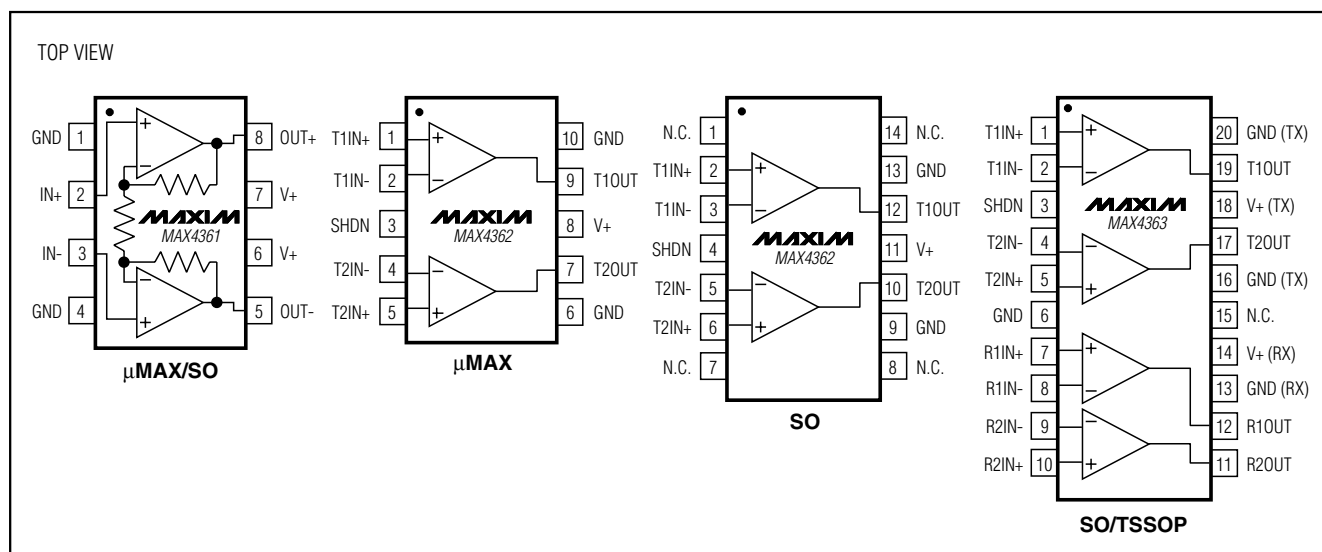 TOP VIEW
GND 1
IN+ 2
IN- 3
GND 4
8 OUT+
7 V+
6 V+
5 OUT-
+
−
−
+
MAXIM
MAX4361
µMAX/SO
T1IN+ 1
T1IN- 2
SHDN 3
T2IN- 4
T2IN+ 5
10 GND
9 T1OUT
8 V+
7 T2OUT
6 GND
+
−
−
+
MAXIM
MAX4362
µMAX
N.C. 1
T1IN+ 2
T1IN- 3
SHDN 4
T2IN- 5
T2IN+ 6
N.C. 7
14 N.C.
13 GND
12 T1OUT
11 V+
10 T2OUT
9 GND
8 N.C.
+
−
−
+
MAXIM
MAX4362
SO
T1IN+ 1
T1IN- 2
SHDN 3
T2IN- 4
T2IN+ 5
GND 6
R1IN+ 7
R1IN- 8
R2IN- 9
R2IN+ 10
20 GND (TX)
19 T1OUT
18 V+ (TX)
17 T2OUT
16 GND (TX)
15 N.C.
14 V+ (RX)
13 GND (RX)
12 R1OUT
11 R2OUT
+
−
−
+
+
−
−
+
MAXIM
MAX4363
SO/TSSOP